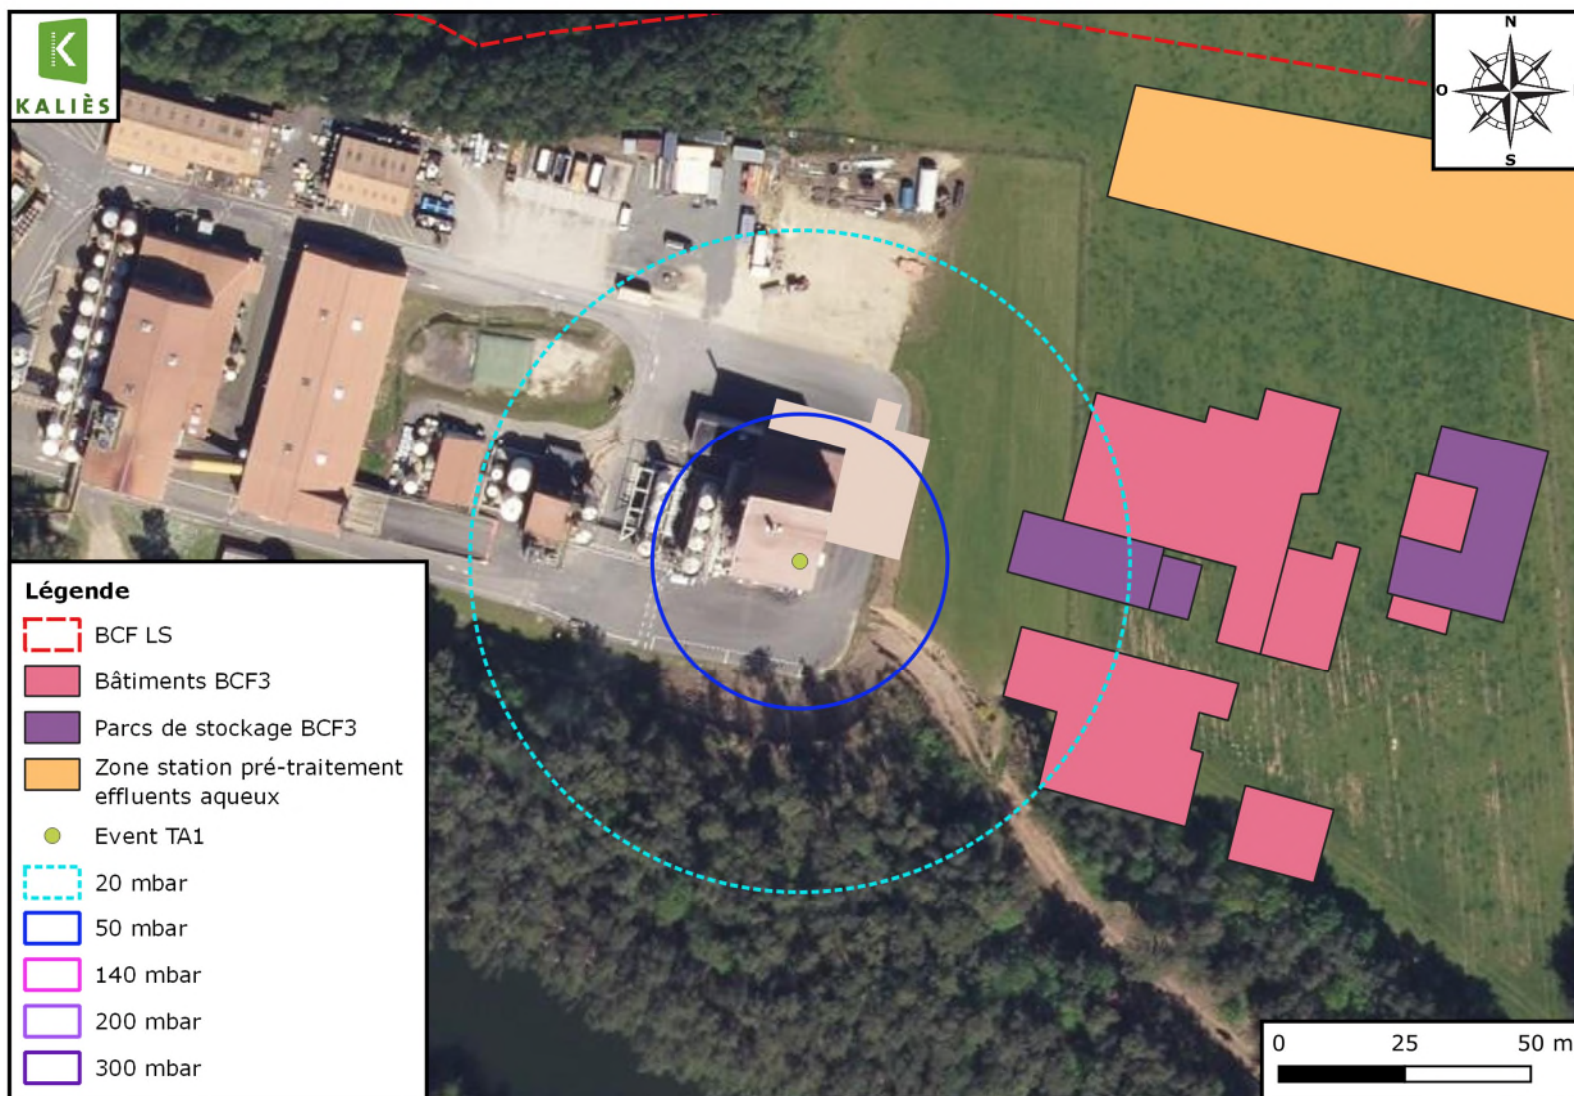 KALIÈS
N
O
S
Légende
BCF LS
Bâtiments BCF3
Parcs de stockage BCF3
Zone station pré-traitement
effluents aqueux
Event TA1
20 mbar
50 mbar
140 mbar
200 mbar
300 mbar
0 25 50 m